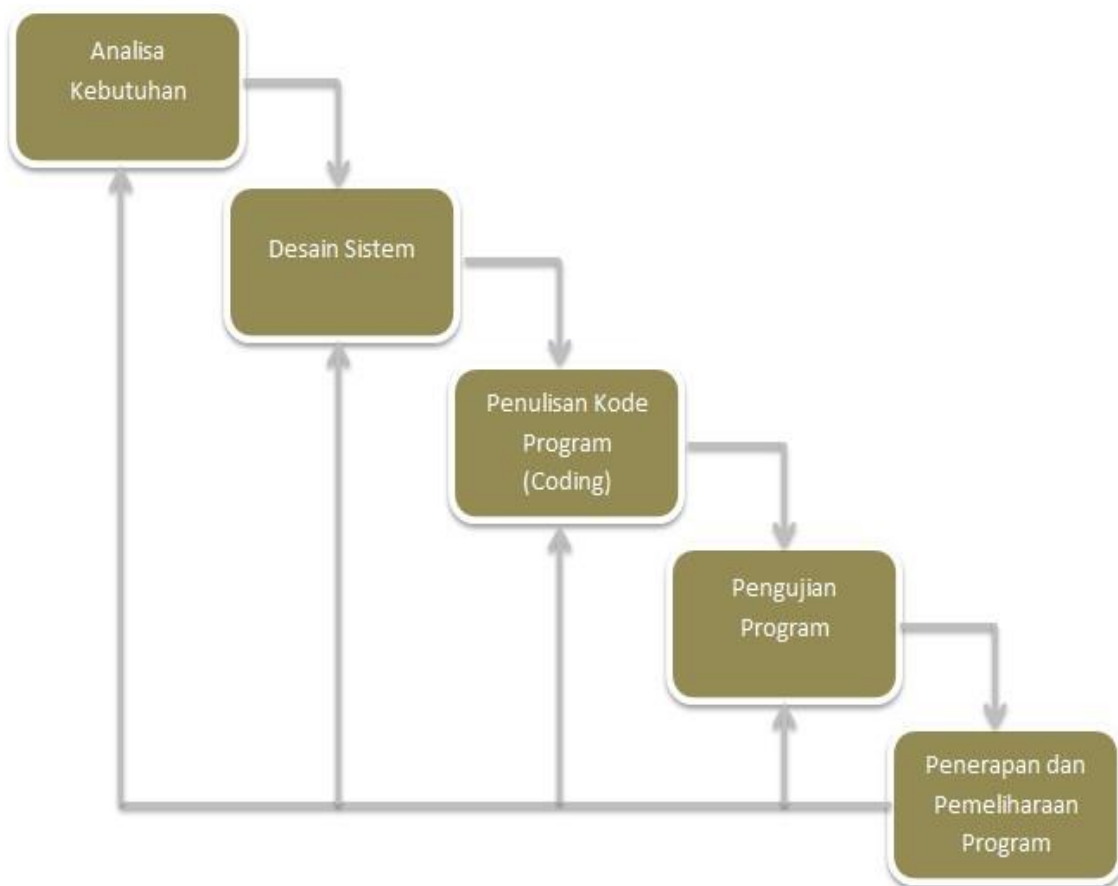 Analisa
Kebutuhan
Desain Sistem
Penulisan Kode
Program
(Coding)
Pengujian
Program
Penerapan dan
Pemeliharaan
Program